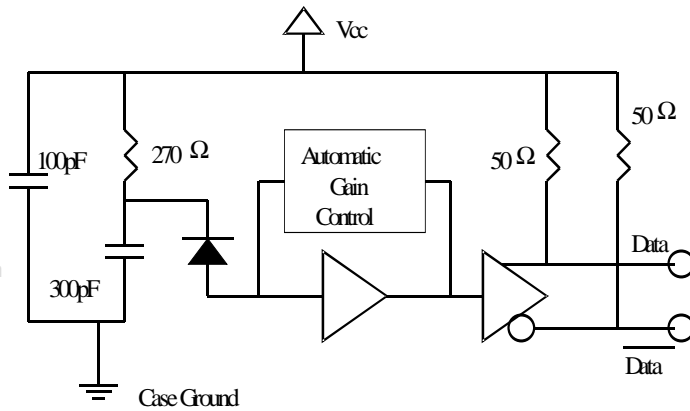 Vcc
50 Ω
100pF
270 Ω
Automatic
Gain
Control
50 Ω
Data
300pF
Data
Case Ground